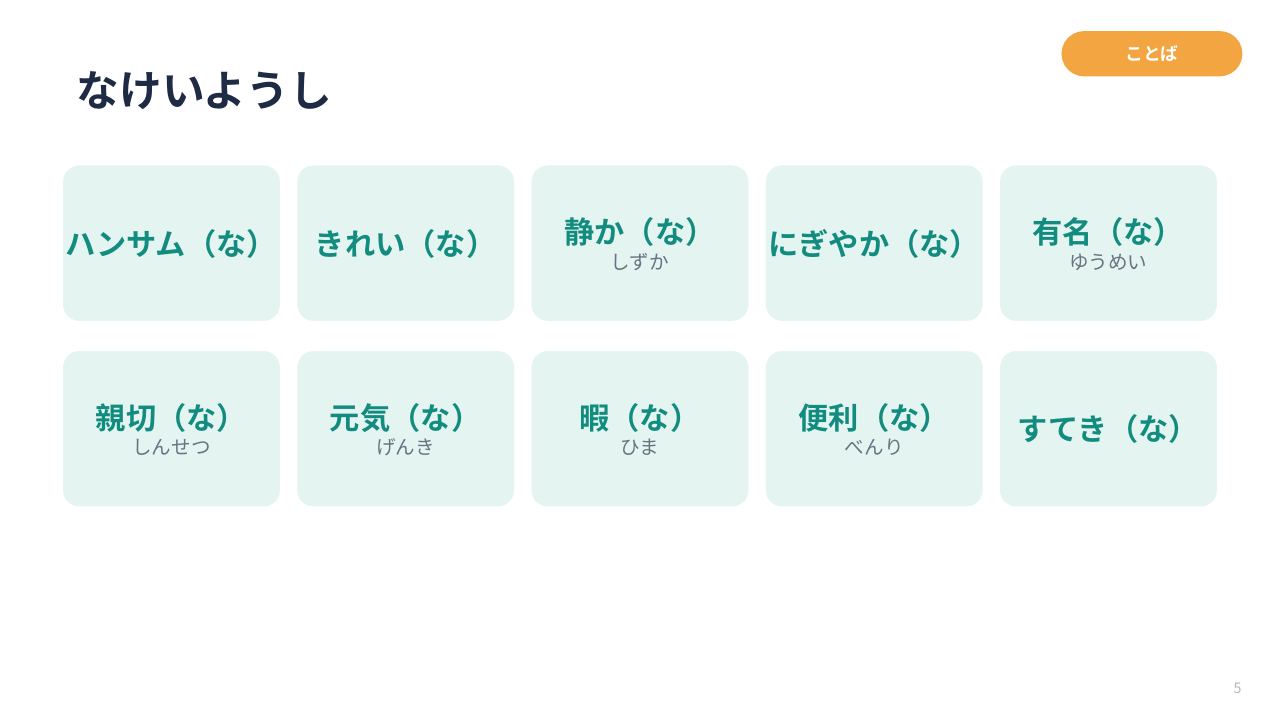 ことば
なけいようし
ハンサム（な）
きれい（な）
静か（な）
しずか
にぎやか（な）
有名（な）
ゆうめい
親切（な）
しんせつ
元気（な）
げんき
暇（な）
ひま
便利（な）
べんり
すてき（な）
5